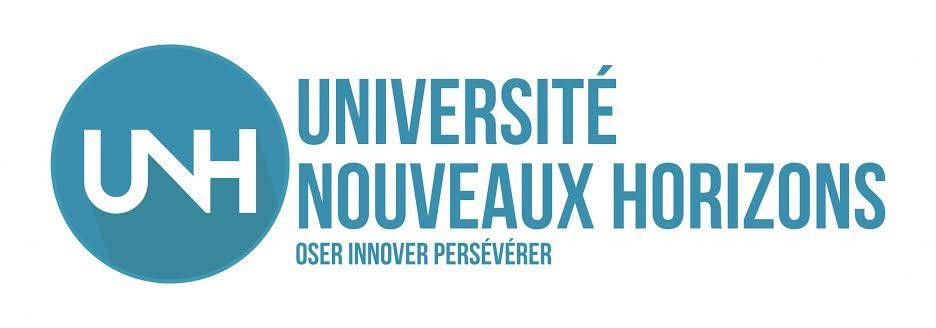 UNH
UNIVERSITÉ
NOUVEAUX HORIZONS
OSER INNOVER PERSÉVÉRER